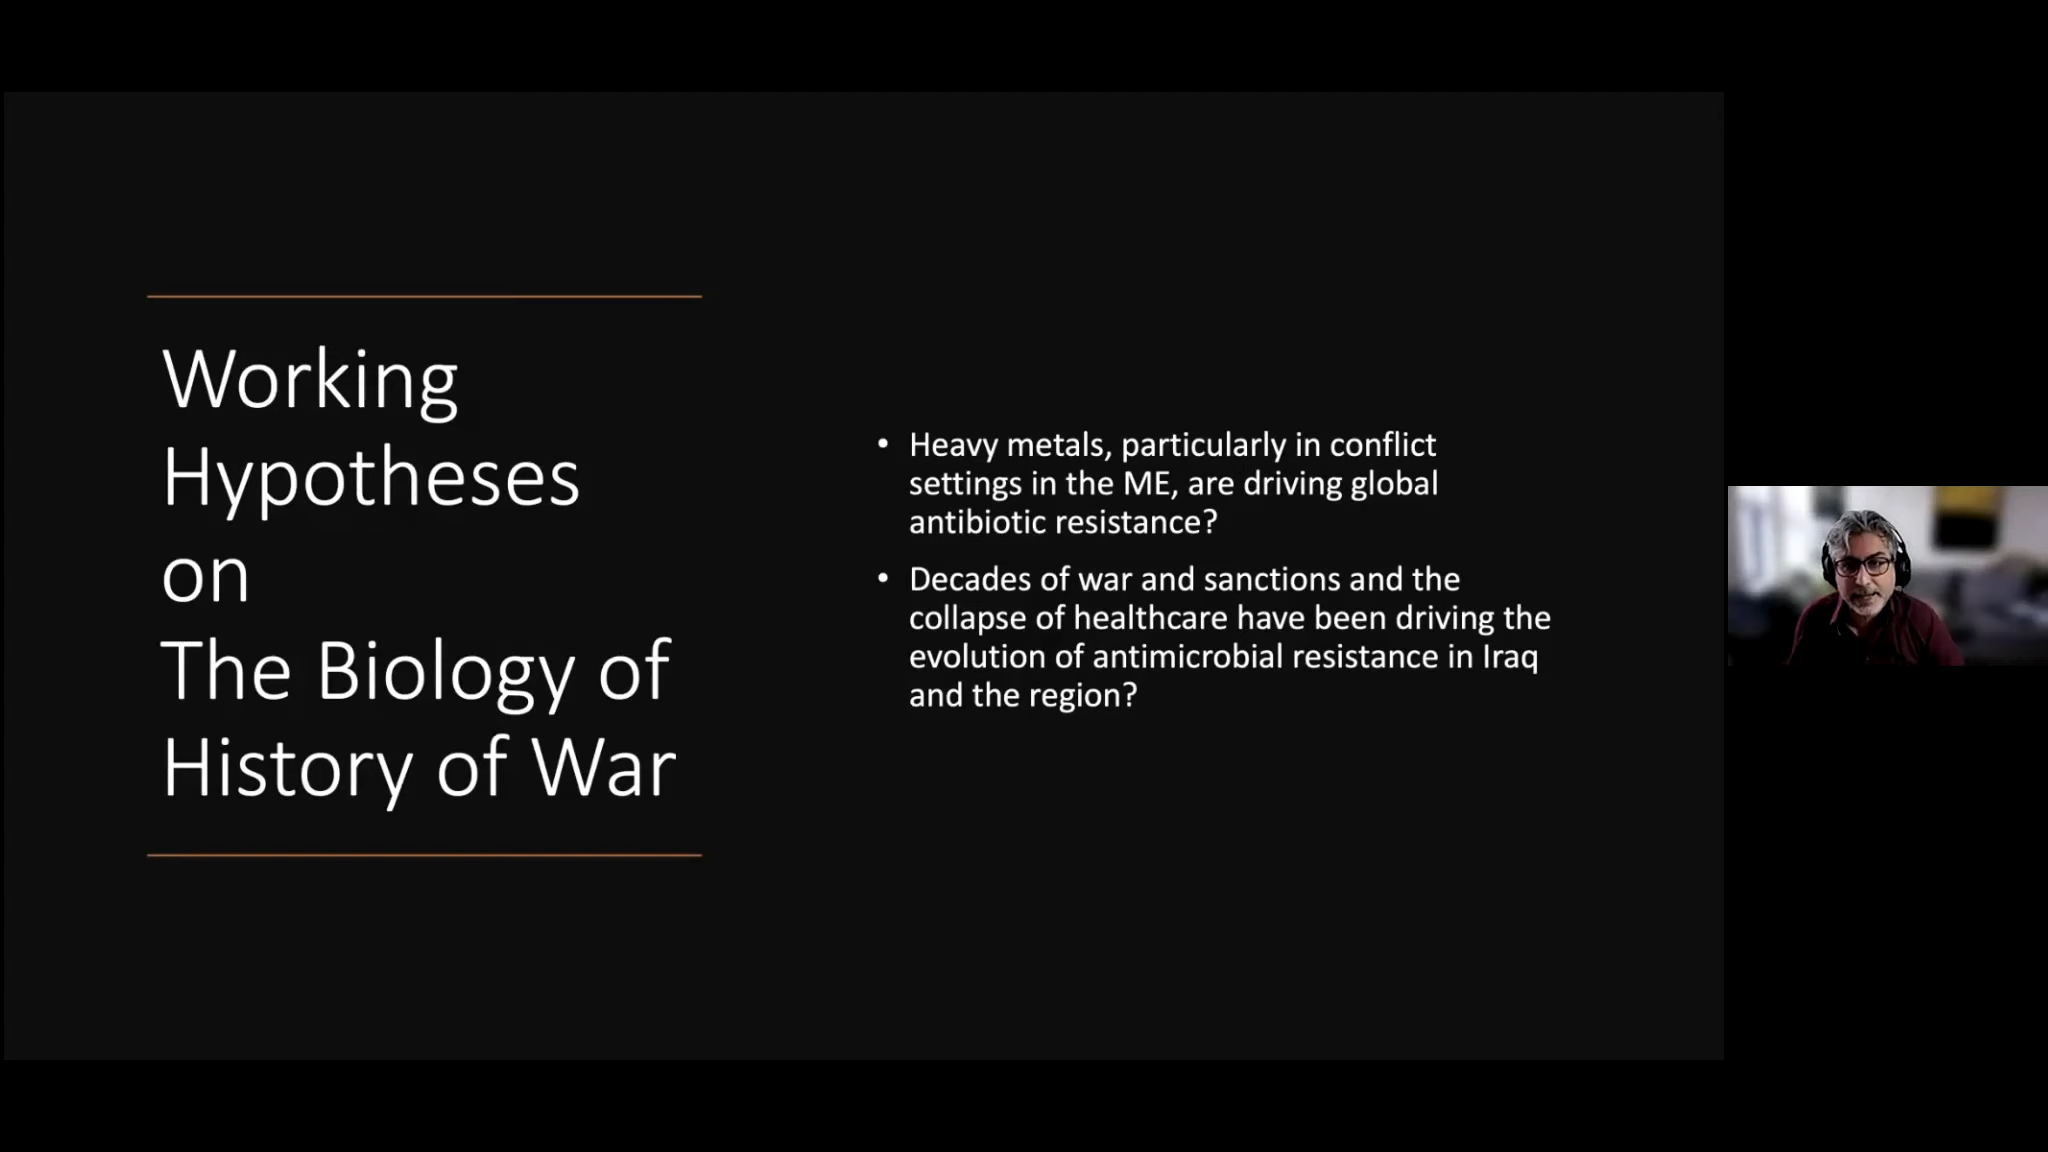 Working
Hypotheses
on
The Biology of
History of War
• Heavy metals, particularly in conflict
settings in the ME, are driving global
antibiotic resistance?
• Decades of war and sanctions and the
collapse of healthcare have been driving the
evolution of antimicrobial resistance in Iraq
and the region?